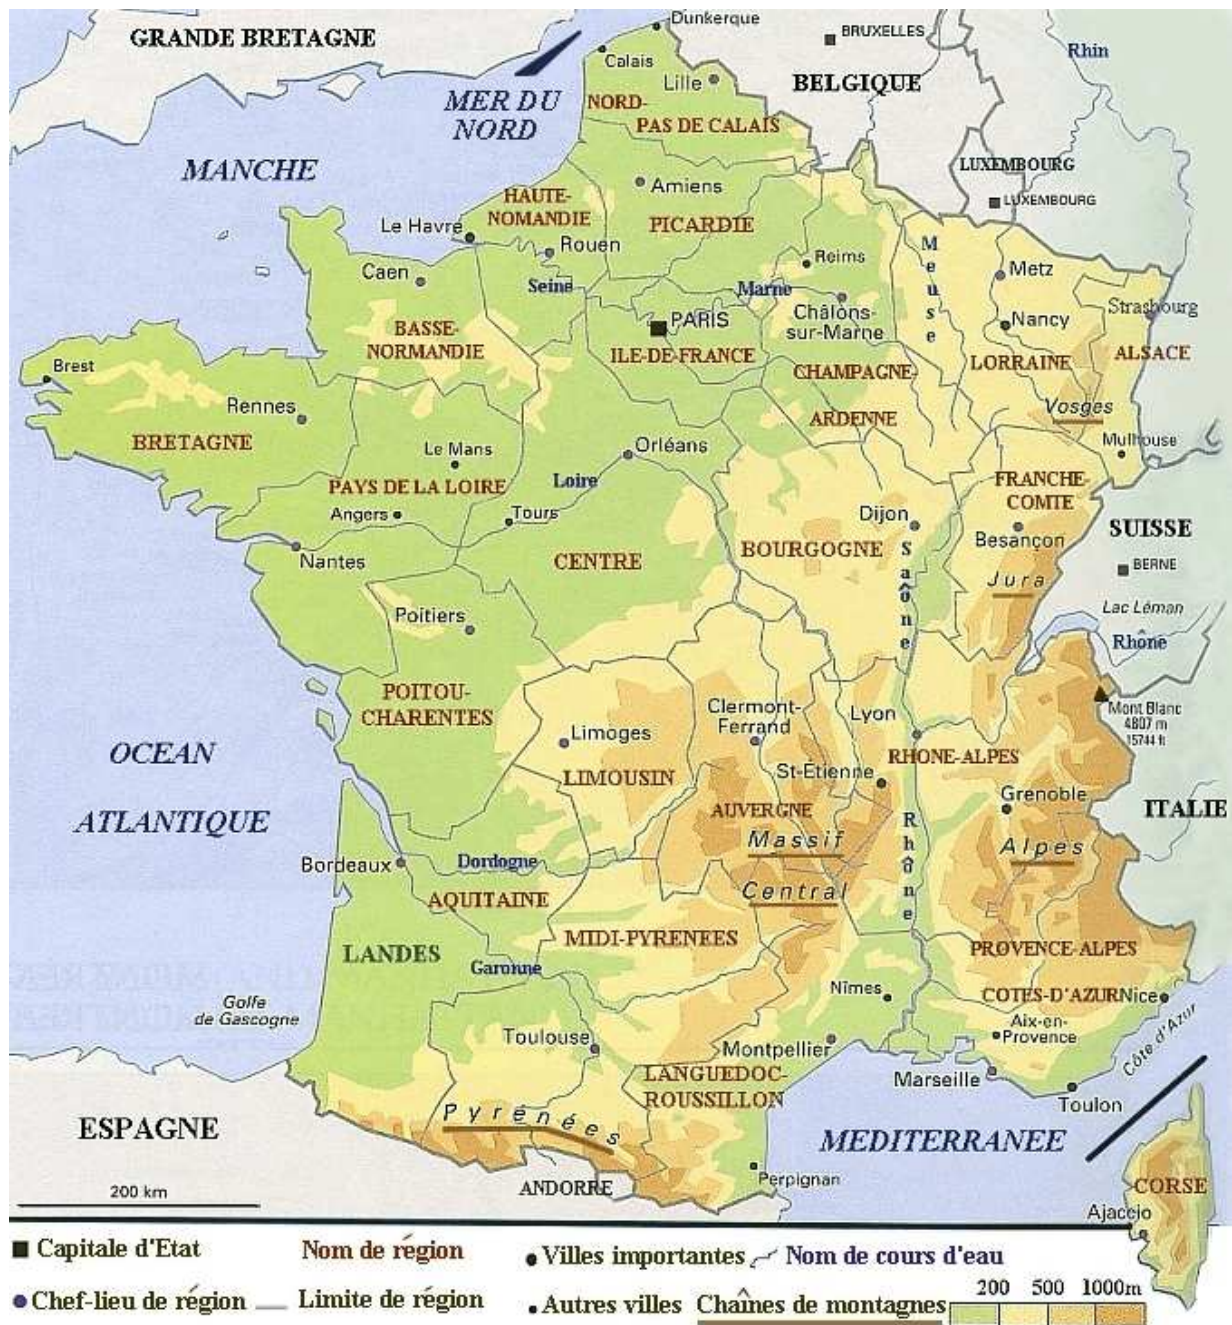 GRANDE BRETAGNE
Dunkerque
BRUXELLES
Rhin
Calais
BELGIQUE
Lille
MER DU
NORD
NORD-
PAS DE CALAIS
MANCHE
LUXEMBOURG
LUXEMBOURG
Amiens
HAUTE-
NOMANDIE
PICARDIE
Le Havre
Rouen
Reims
Meuse
Metz
Caen
Seine
Marne
Châlons-
sur-Marne
Strasbourg
PARIS
Nancy
BASSE-
NORMANDIE
ILE-DE-FRANCE
LORRAINE
ALSACE
Brest
CHAMPAGNE-
ARDENNE
Vosges
Rennes
BRETAGNE
Le Mans
Orléans
Mulhouse
PAYS DE LA LOIRE
Loire
FRANCHE-
COMTE
Angers
Tours
Dijon
SUISSE
Nantes
CENTRE
BOURGOGNE
Saône
Besançon
BERNE
Jura
Poitiers
Lac Léman
Rhône
POITOU-
CHARENTES
Clermont-
Ferrand
Lyon
Mont Blanc
4807 m
15744 ft
OCEAN
ATLANTIQUE
Limoges
LIMOUSIN
RHONE-ALPES
St-Étienne
Grenoble
ITALIE
AUVERGNE
Massif
Central
Rhône
Alpes
Bordeaux
Dordogne
AQUITAINE
LANDES
MIDI-PYRENEES
PROVENCE-ALPES
COTES-D'AZUR
Garonne
Nîmes
Nice
Golfe
de Gascogne
Aix-en-
Provence
Côte d'Azur
Toulouse
Montpellier
Marseille
LANGUEDOC-
ROUSSILLON
Toulon
ESPAGNE
Pyrénées
MEDITERRANEE
ANDORRE
Perpignan
CORSE
Ajaccio
200 km
Capitale d'Etat
Nom de région
Villes importantes
Nom de cours d'eau
Chef-lieu de région
Limite de région
Autres villes
Chaînes de montagnes
200 500 1000m